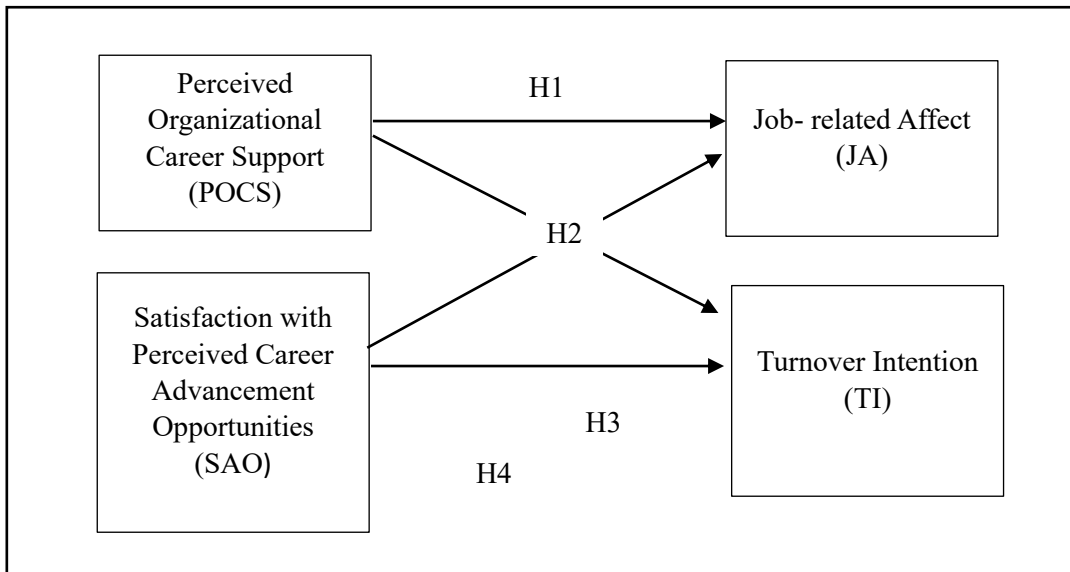 Perceived
Organizational
Career Support
(POCS)
H1
Job- related Affect
(JA)
H2
Satisfaction with
Perceived Career
Advancement
Opportunities
(SAO)
Turnover Intention
(TI)
H3
H4